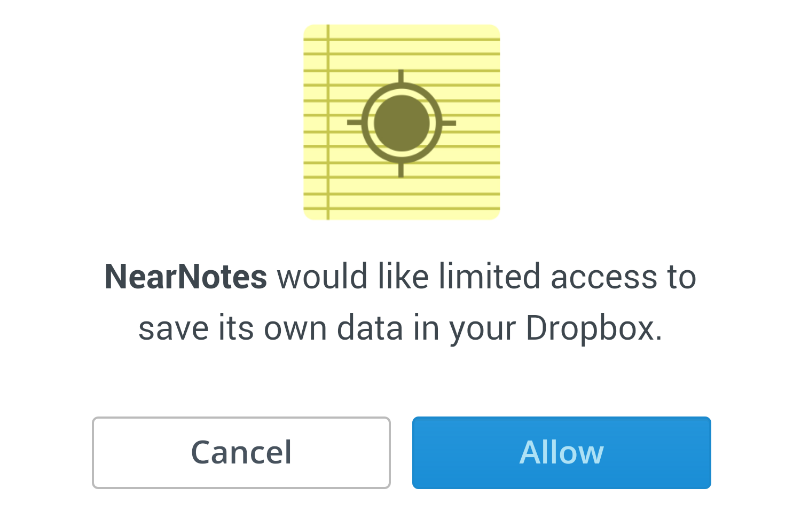 NearNotes would like limited access to
save its own data in your Dropbox.
Cancel
Allow